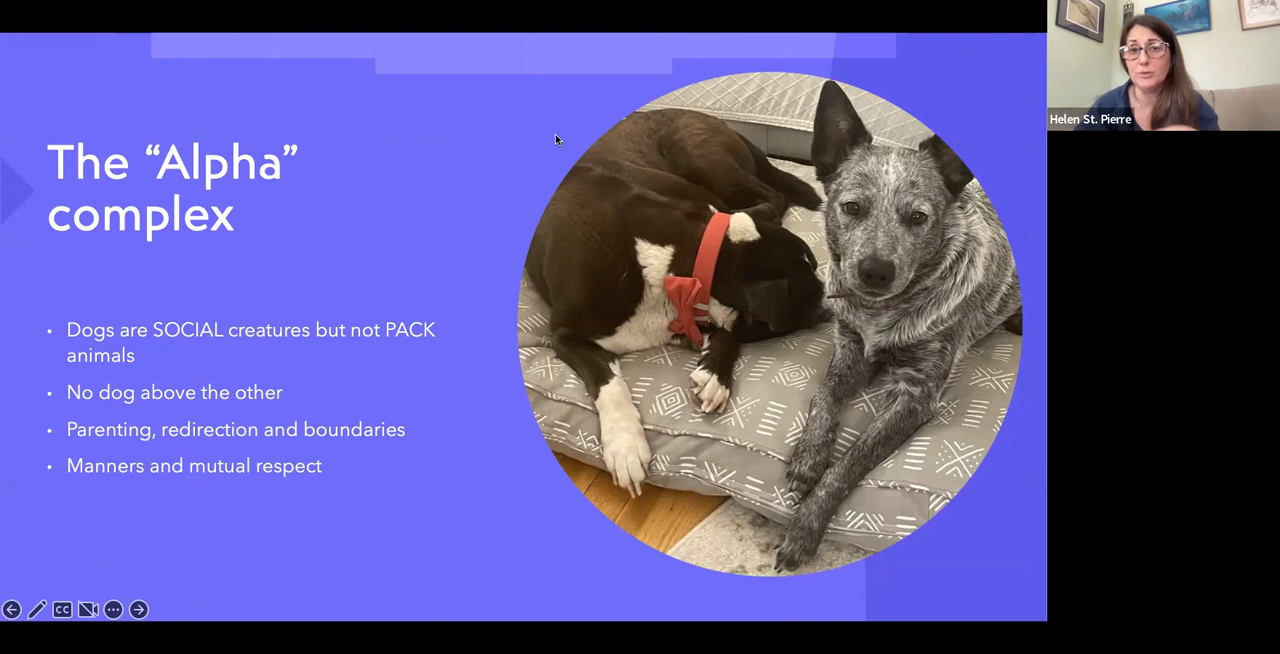 The “Alpha”
complex
• Dogs are SOCIAL creatures but not PACK
animals
• No dog above the other
• Parenting, redirection and boundaries
• Manners and mutual respect
CC
Helen St. Pierre